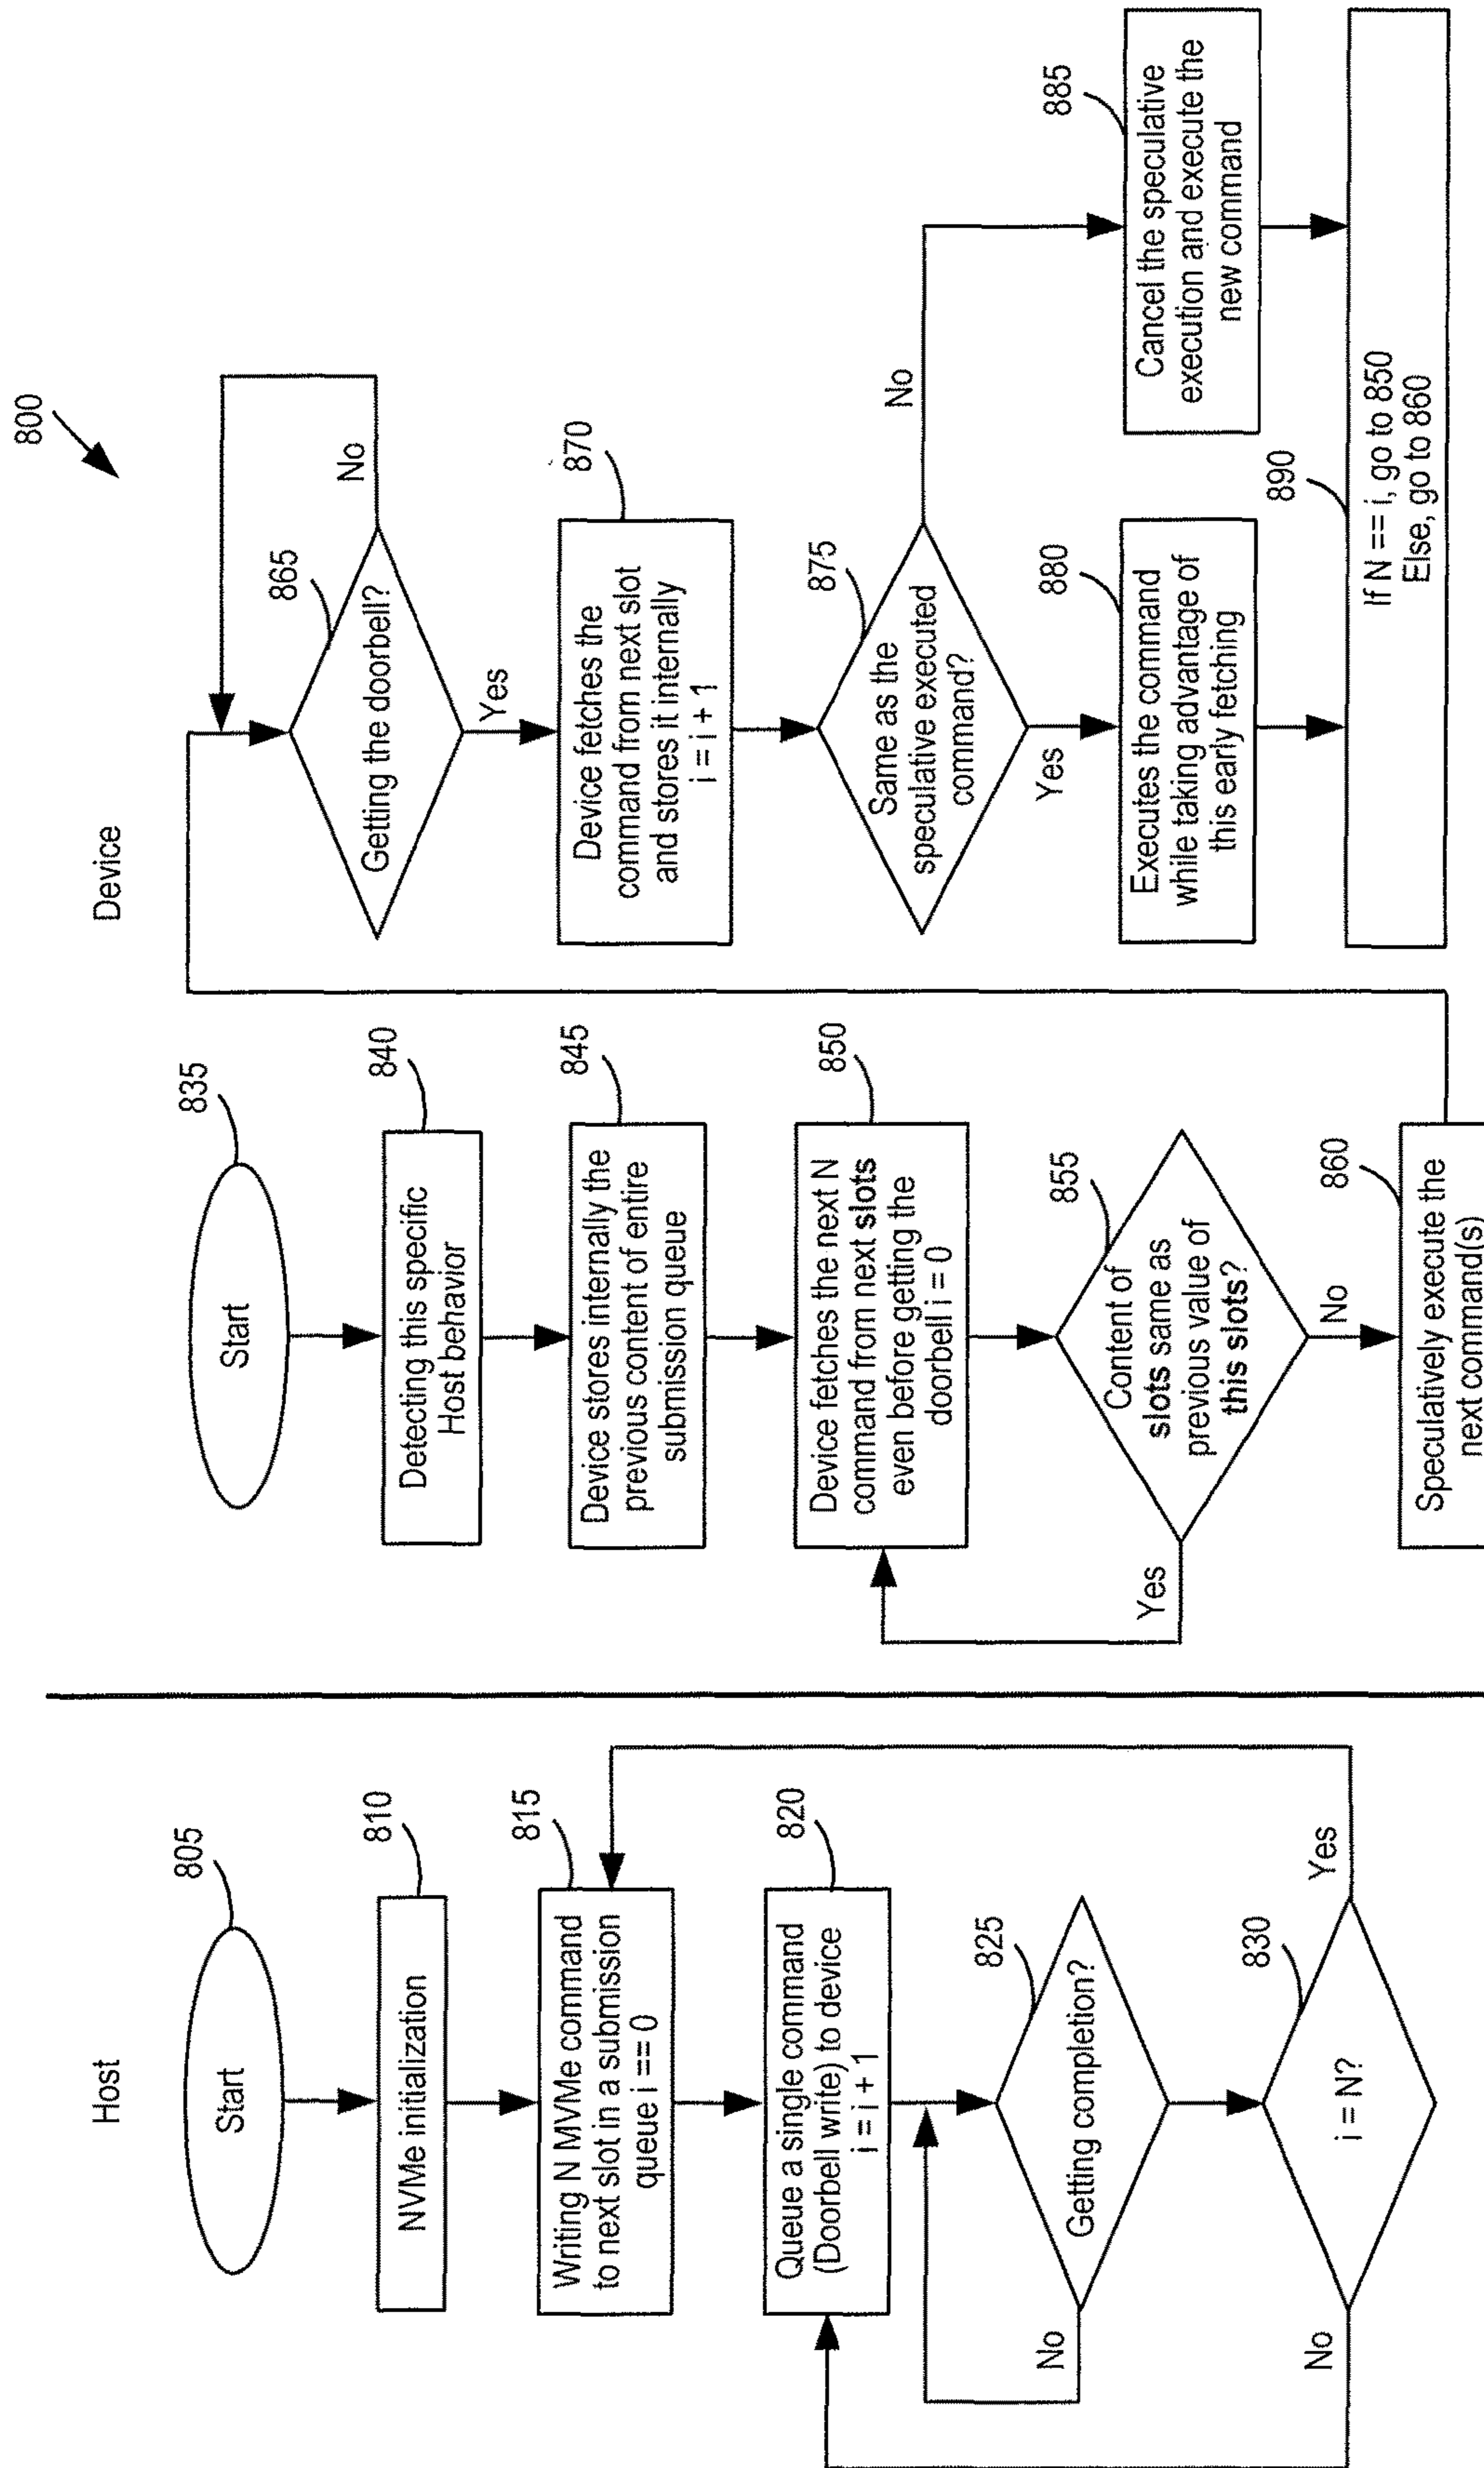 800
Host
805
Start
810
NVMe initialization
815
Writing N MVMe command
to next slot in a submission
queue i == 0
820
Queue a single command
(Doorbell write) to device
i = i + 1
825
Getting completion?
No
830
i = N?
No
Yes
Device
835
Start
840
Detecting this specific
Host behavior
845
Device stores internally the
previous content of entire
submission queue
850
Device fetches the next N
command from next slots
even before getting the
doorbell i = 0
855
Content of
slots same as
previous value of
this slots?
Yes
No
860
Speculatively execute the
next command(s)
865
Getting the doorbell?
No
Yes
870
Device fetches the
command from next slot
and stores it internally
i = i + 1
875
Same as the
speculative executed
command?
No
Yes
880
Executes the command
while taking advantage of
this early fetching
885
Cancel the speculative
execution and execute the
new command
890
If N == i, go to 850
Else, go to 860